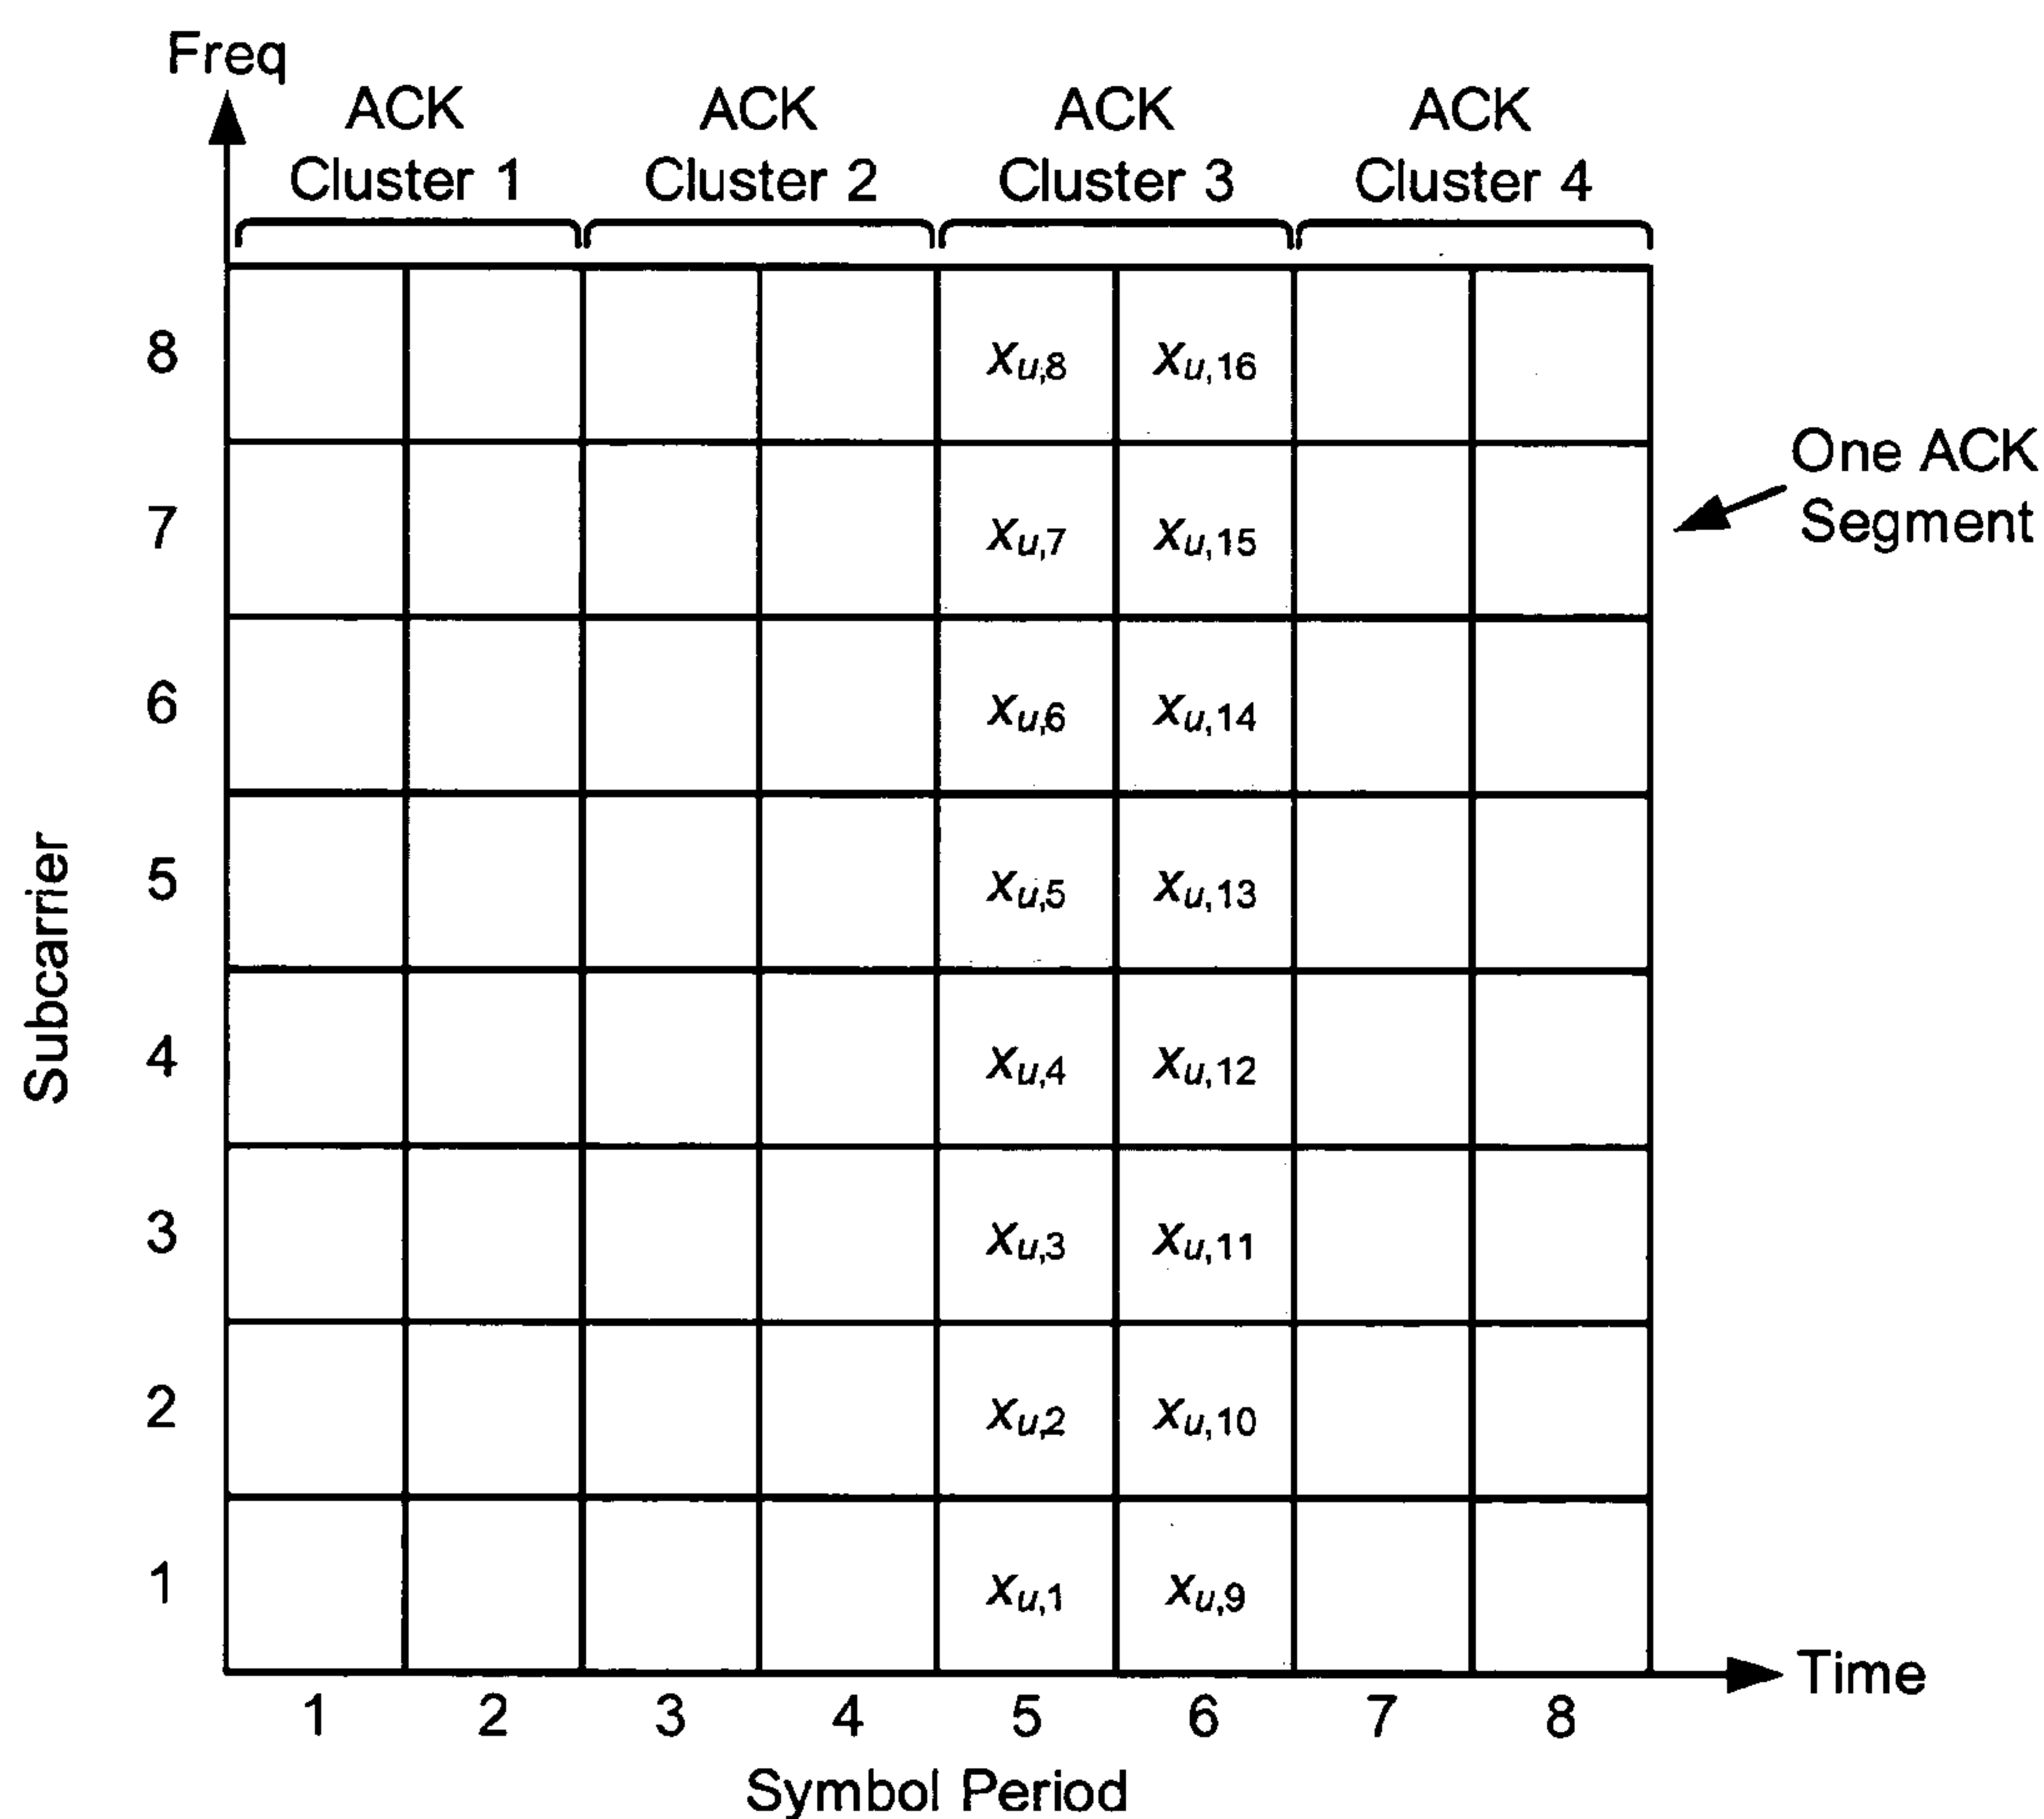 Freq
ACK
Cluster 1
ACK
Cluster 2
ACK
Cluster 3
ACK
Cluster 4
One ACK
Segment
8
xu,8
xu,16
7
xu,7
xu,15
6
xu,6
xu,14
5
xu,5
xu,13
4
xu,4
xu,12
3
xu,3
xu,11
2
xu,2
xu,10
1
xu,1
xu,9
Subcarrier
Time
1 2 3 4 5 6 7 8
Symbol Period